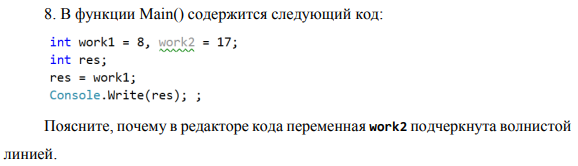 8. В функции Main() содержится следующий код:
int work1 = 8, work2 = 17;
int res;
res = work1;
Console.Write(res); ;
Поясните, почему в редакторе кода переменная work2 подчеркнута волнистой
линией.